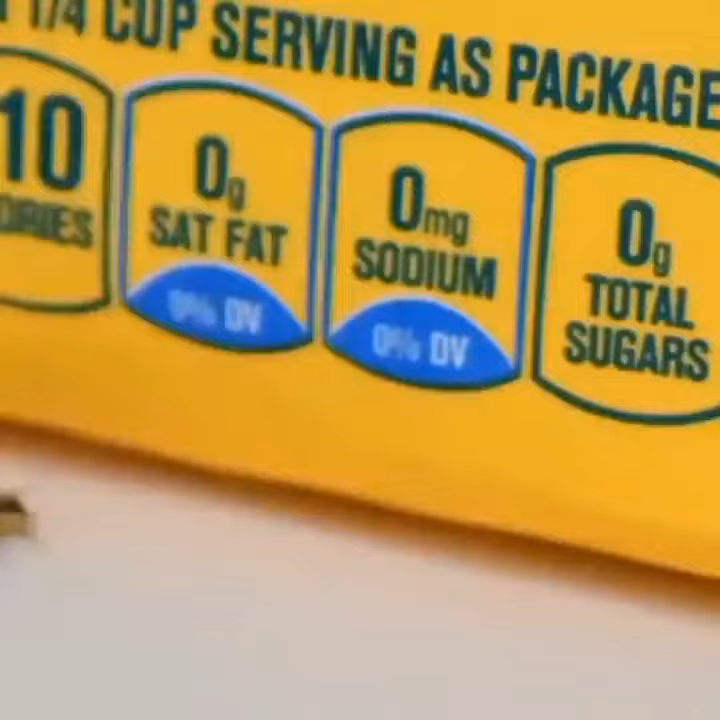 1/4 CUP SERVING AS PACKAGE
10
ORIES
0g
SAT FAT
0% DV
0mg
SODIUM
0% DV
0g
TOTAL
SUGARS